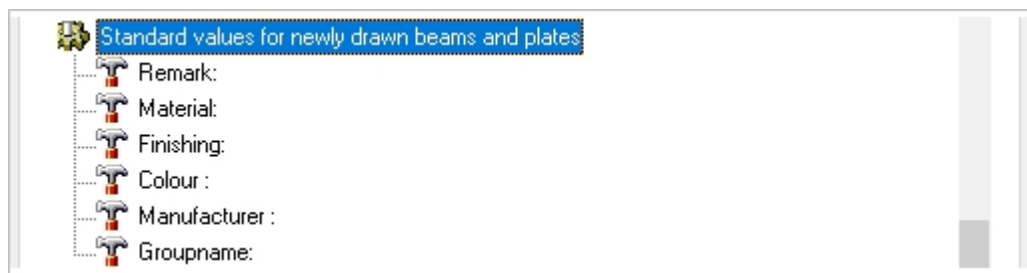 Standard values for newly drawn beams and plates
Remark:
Material:
Finishing:
Colour :
Manufacturer :
Groupname: